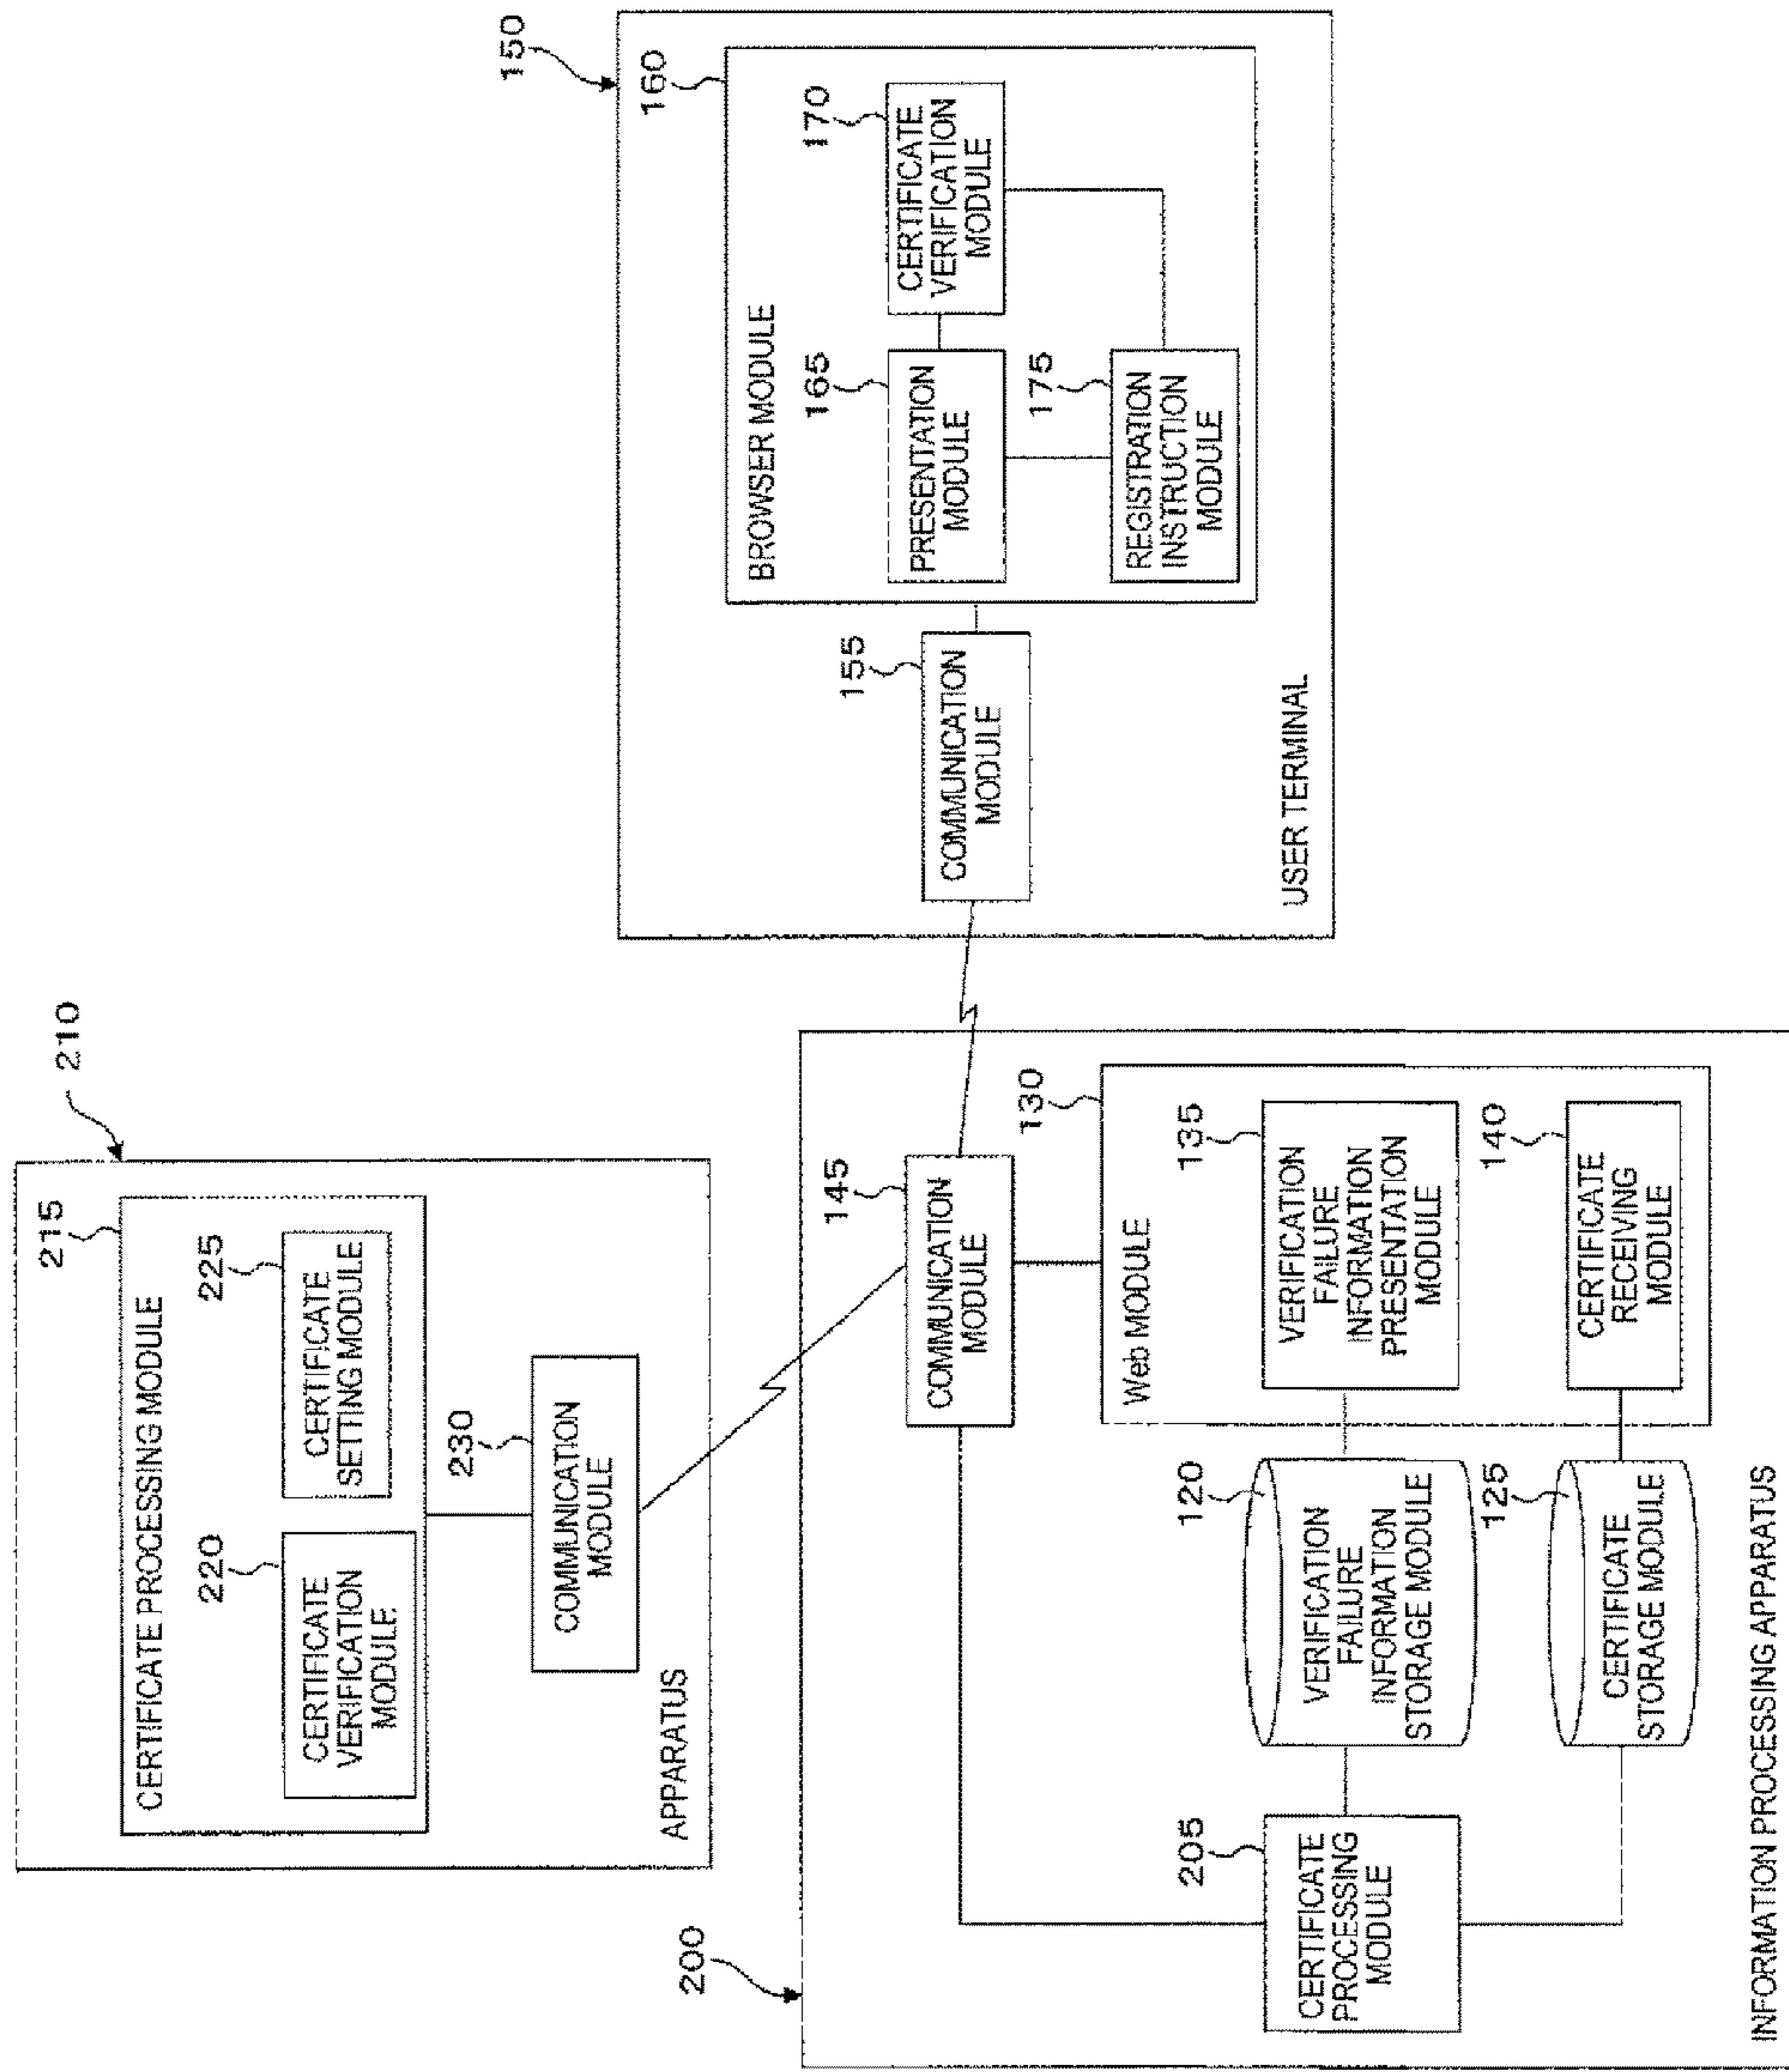 210
215
CERTIFICATE PROCESSING MODULE
220
CERTIFICATE
VERIFICATION
MODULE
225
CERTIFICATE
SETTING MODULE
230
COMMUNICATION
MODULE
APPARATUS
150
160
BROWSER MODULE
165
PRESENTATION
MODULE
170
CERTIFICATE
VERIFICATION
MODULE
175
REGISTRATION
INSTRUCTION
MODULE
155
COMMUNICATION
MODULE
USER TERMINAL
200
145
COMMUNICATION
MODULE
130
Web MODULE
135
VERIFICATION
FAILURE
INFORMATION
PRESENTATION
MODULE
140
CERTIFICATE
RECEIVING
MODULE
120
VERIFICATION
FAILURE
INFORMATION
STORAGE MODULE
125
CERTIFICATE
STORAGE MODULE
205
CERTIFICATE
PROCESSING
MODULE
INFORMATION PROCESSING APPARATUS